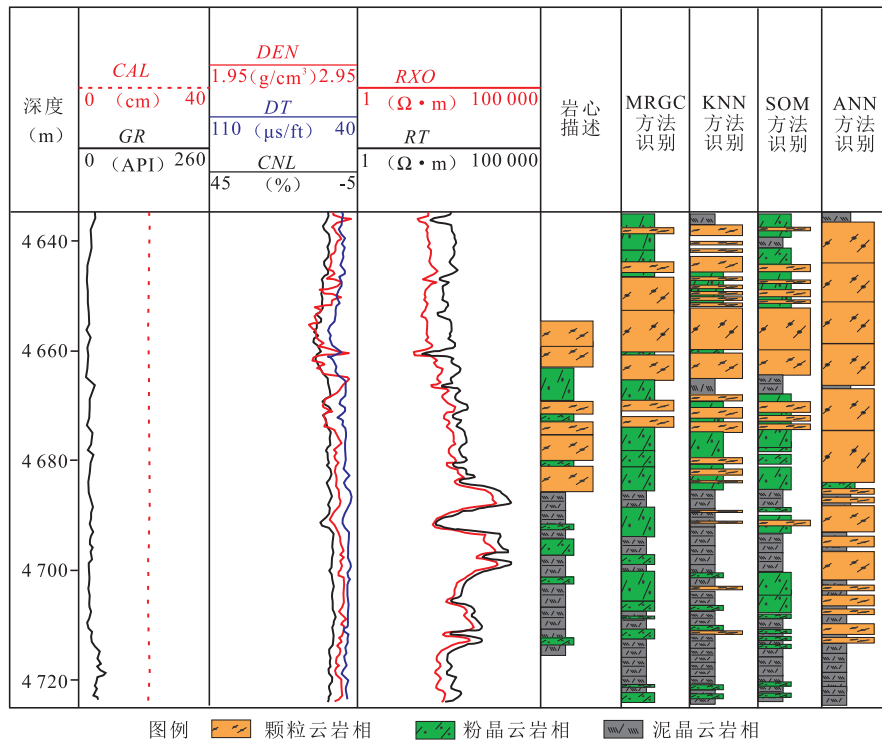 深度
（m）
CAL
0 (cm) 40
GR
0 (API) 260
DEN
1.95 (g/cm³) 2.95
DT
110 (μs/ft) 40
CNL
45 (%) -5
RXO
1 (Ω•m) 100 000
RT
1 (Ω•m) 100 000
岩心
描述
MRGC
方法
识别
KNN
方法
识别
SOM
方法
识别
ANN
方法
识别
4 640
4 660
4 680
4 700
4 720
图例 颗粒云岩相 粉晶云岩相 泥晶云岩相